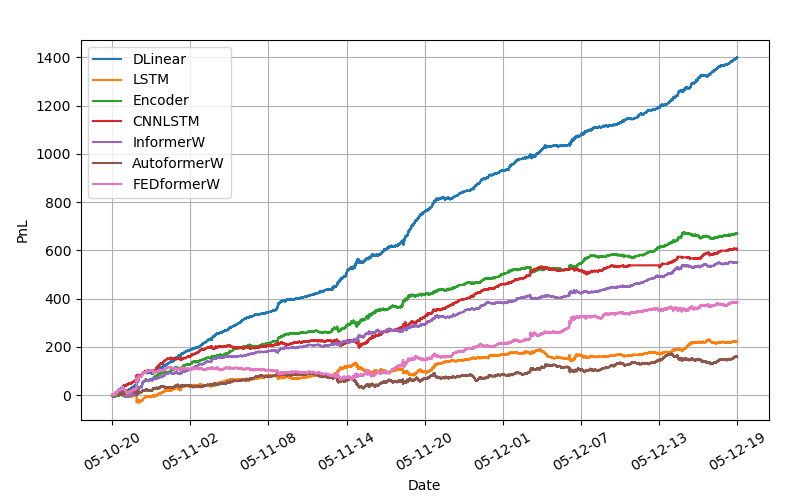 1400
1200
1000
800
600
400
200
0
PnL
DLinear
LSTM
Encoder
CNNLSTM
InformerW
AutoformerW
FEDformerW
05-10-20 05-11-02 05-11-08 05-11-14 05-11-20 05-12-01 05-12-07 05-12-13 05-12-19
Date